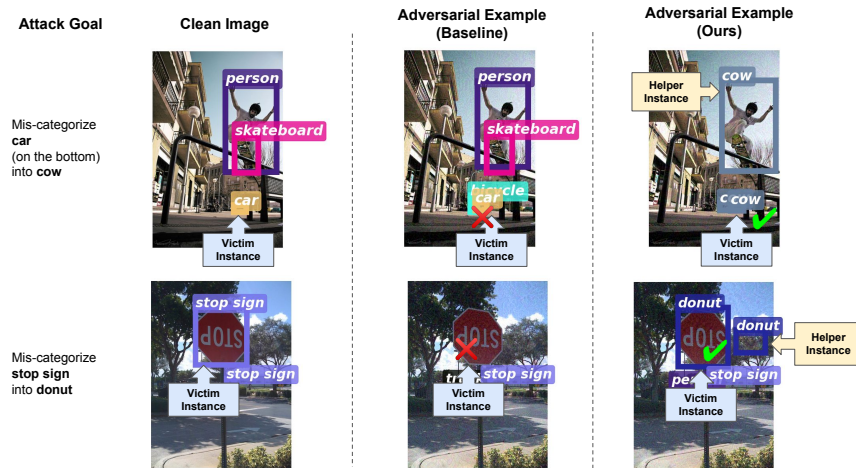 Attack Goal
Clean Image
Adversarial Example
(Baseline)
Adversarial Example
(Ours)
Mis-categorize
car
(on the bottom)
into cow
person
skateboard
car
Victim
Instance
person
skateboard
bicycle
car
Victim
Instance
Helper
Instance
cow
c cow
Victim
Instance
Mis-categorize
stop sign
into donut
stop sign
STOP
stop sign
Victim
Instance
STOP
stop sign
Victim
Instance
donut
STOP
donut
Helper
Instance
stop sign
Victim
Instance